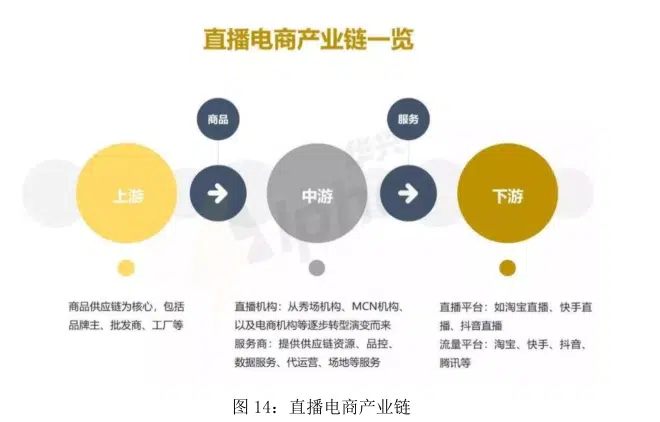 直播电商产业链一览
商品
服务
上游
中游
下游
商品供应链为核心，包括
品牌主、批发商、工厂等
直播机构：从秀场机构、MCN机构、
以及电商机构等逐步转型演变而来
服务商：提供供应链资源、品控、
数据服务、代运营、场地等服务
直播平台：如淘宝直播、快手直
播、抖音直播
流量平台：淘宝、快手、抖音、
腾讯等
图 14：直播电商产业链